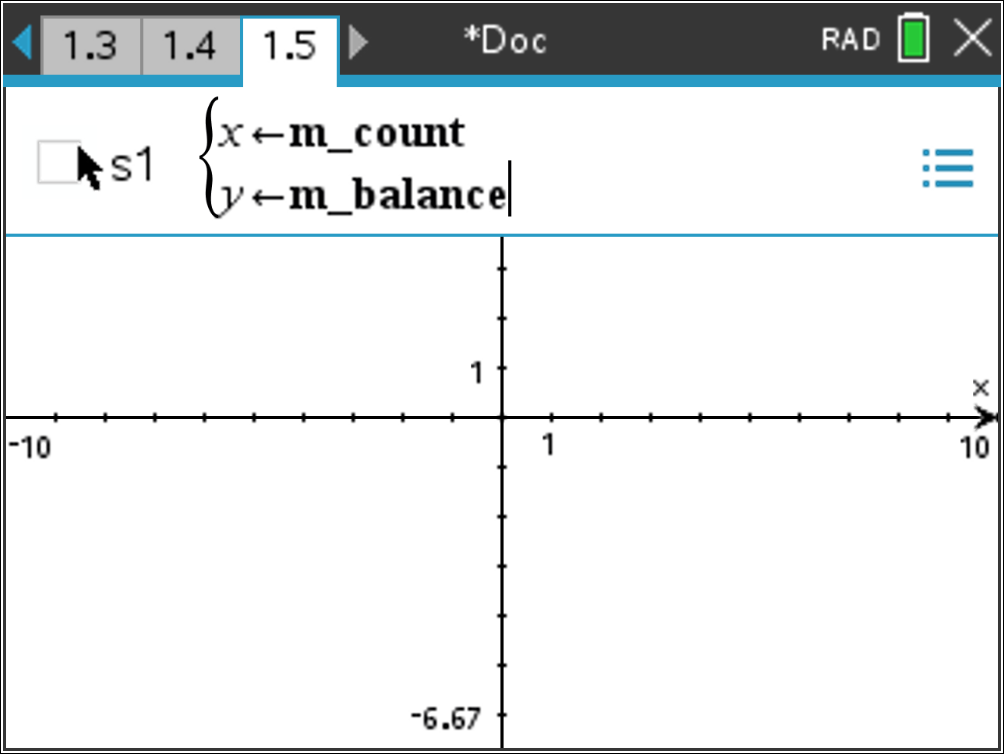 1.3 1.4 1.5 *Doc RAD
s1 x←m_count
y←m_balance
1
x
-10 1 10
-6.67